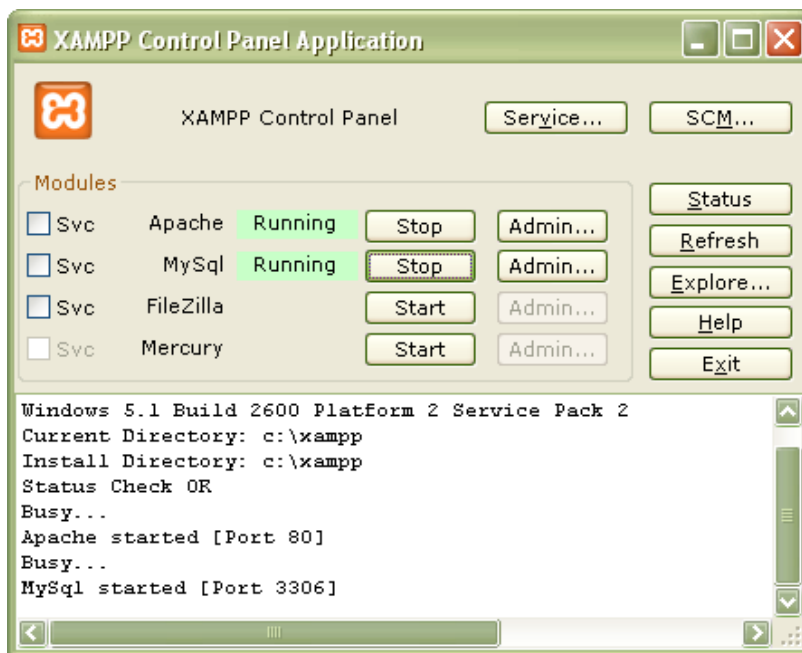 XAMPP Control Panel Application
XAMPP Control Panel Service... SCM...
Modules
Svc Apache Running Stop Admin...
Svc MySql Running Stop Admin...
Svc FileZilla Start Admin...
Svc Mercury Start Admin...
Status
Refresh
Explore...
Help
Exit
Windows 5.1 Build 2600 Platform 2 Service Pack 2
Current Directory: c:\xampp
Install Directory: c:\xampp
Status Check OR
Busy...
Apache started [Port 80]
Busy...
MySql started [Port 3306]